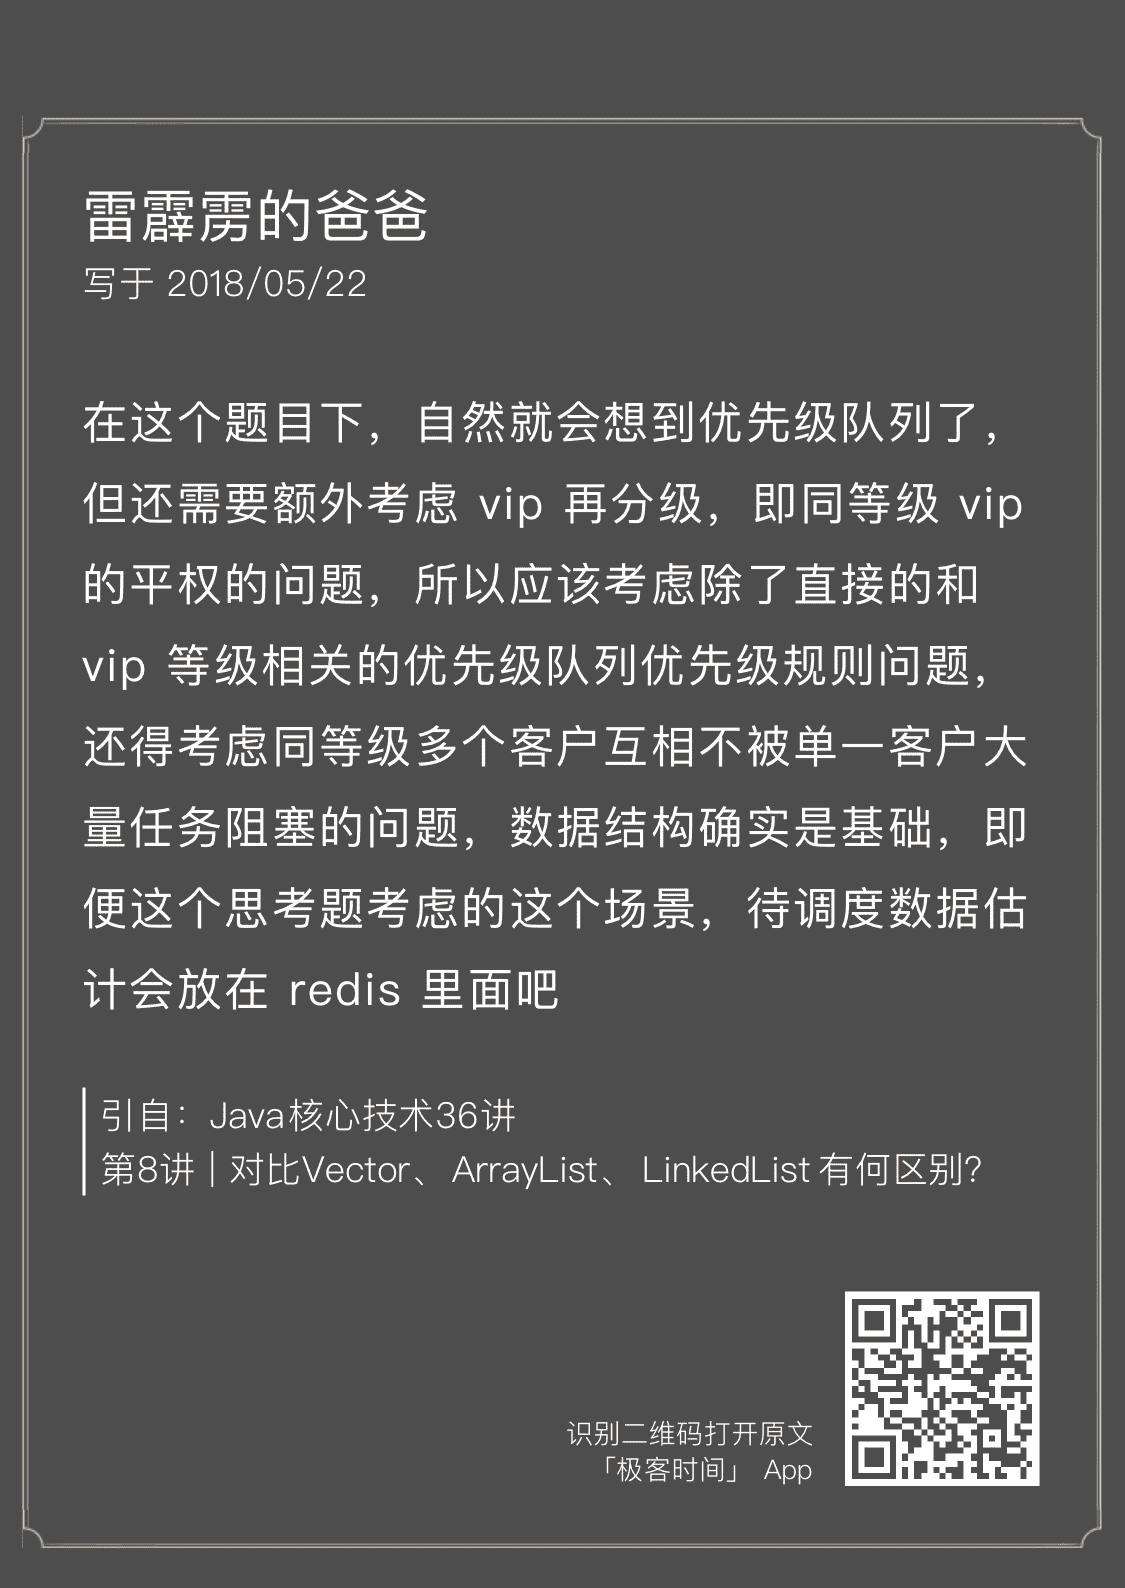 雷霹雳的爸爸
写于 2018/05/22
在这个题目下，自然就会想到优先级队列了，
但还需要额外考虑 vip 再分级，即同等级 vip
的平权的问题，所以应该考虑除了直接的和
vip 等级相关的优先级队列优先级规则问题，
还得考虑同等级多个客户互相不被单一客户大
量任务阻塞的问题，数据结构确实是基础，即
便这个思考题考虑的这个场景，待调度数据估
计会放在 redis 里面吧
引自：Java核心技术36讲
第8讲 | 对比Vector、ArrayList、LinkedList有何区别?
识别二维码打开原文
「极客时间」 App